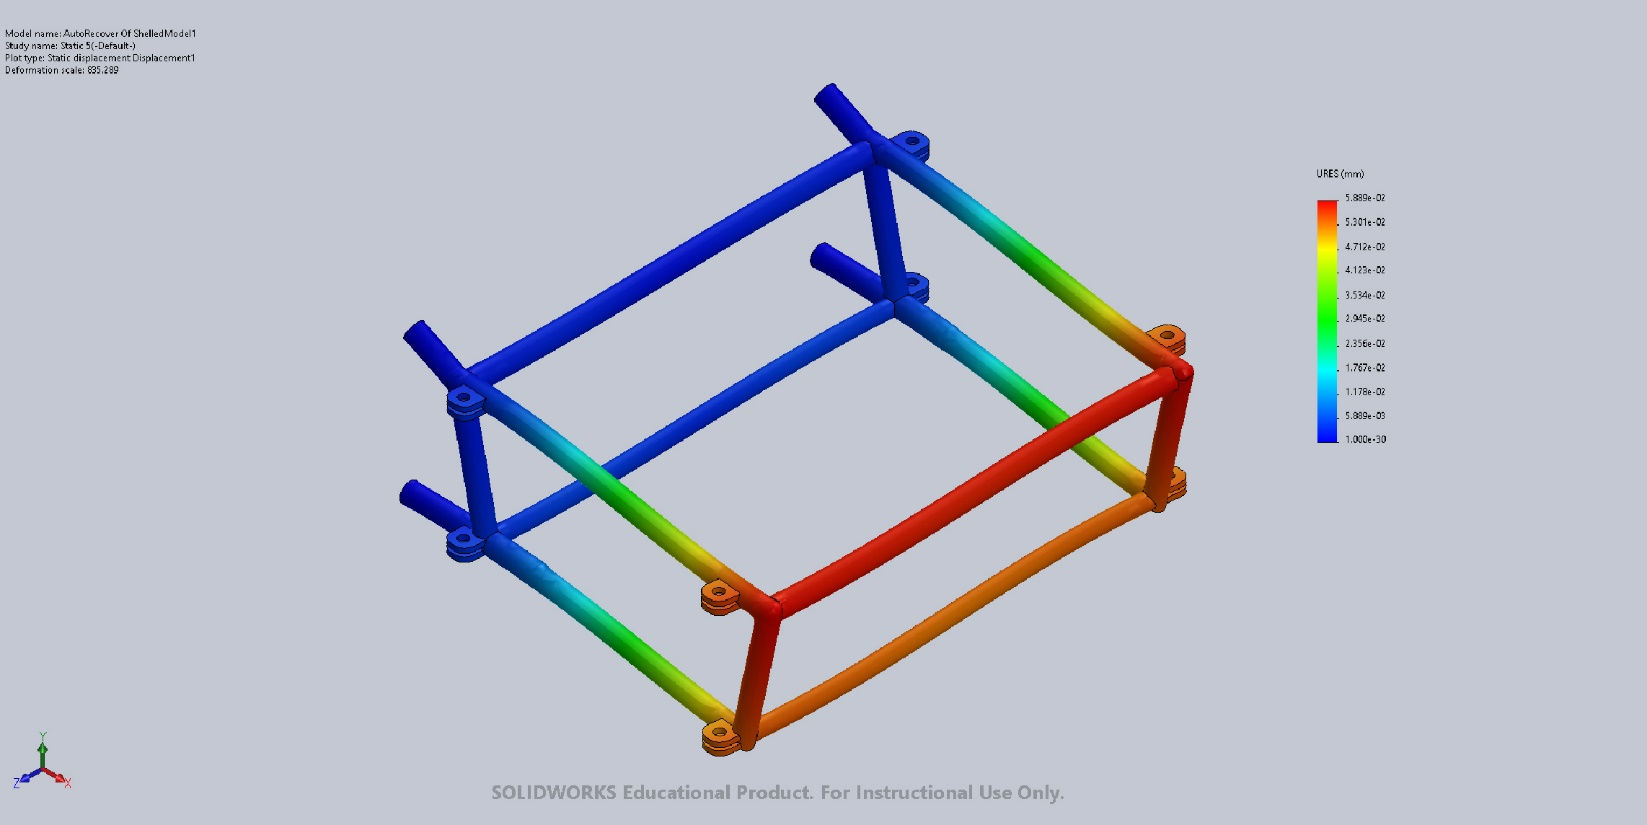 Model name: AutoRecover Of ShelledModel1
Study name: Static 5(-Default-)
Plot type: Static displacement Displacement1
Deformation scale: 835.289
URES (mm)
5.889e-02
5.301e-02
4.712e-02
4.123e-02
3.534e-02
2.945e-02
2.356e-02
1.767e-02
1.178e-02
5.889e-03
1.000e-30
Y
Z
X
SOLIDWORKS Educational Product. For Instructional Use Only.